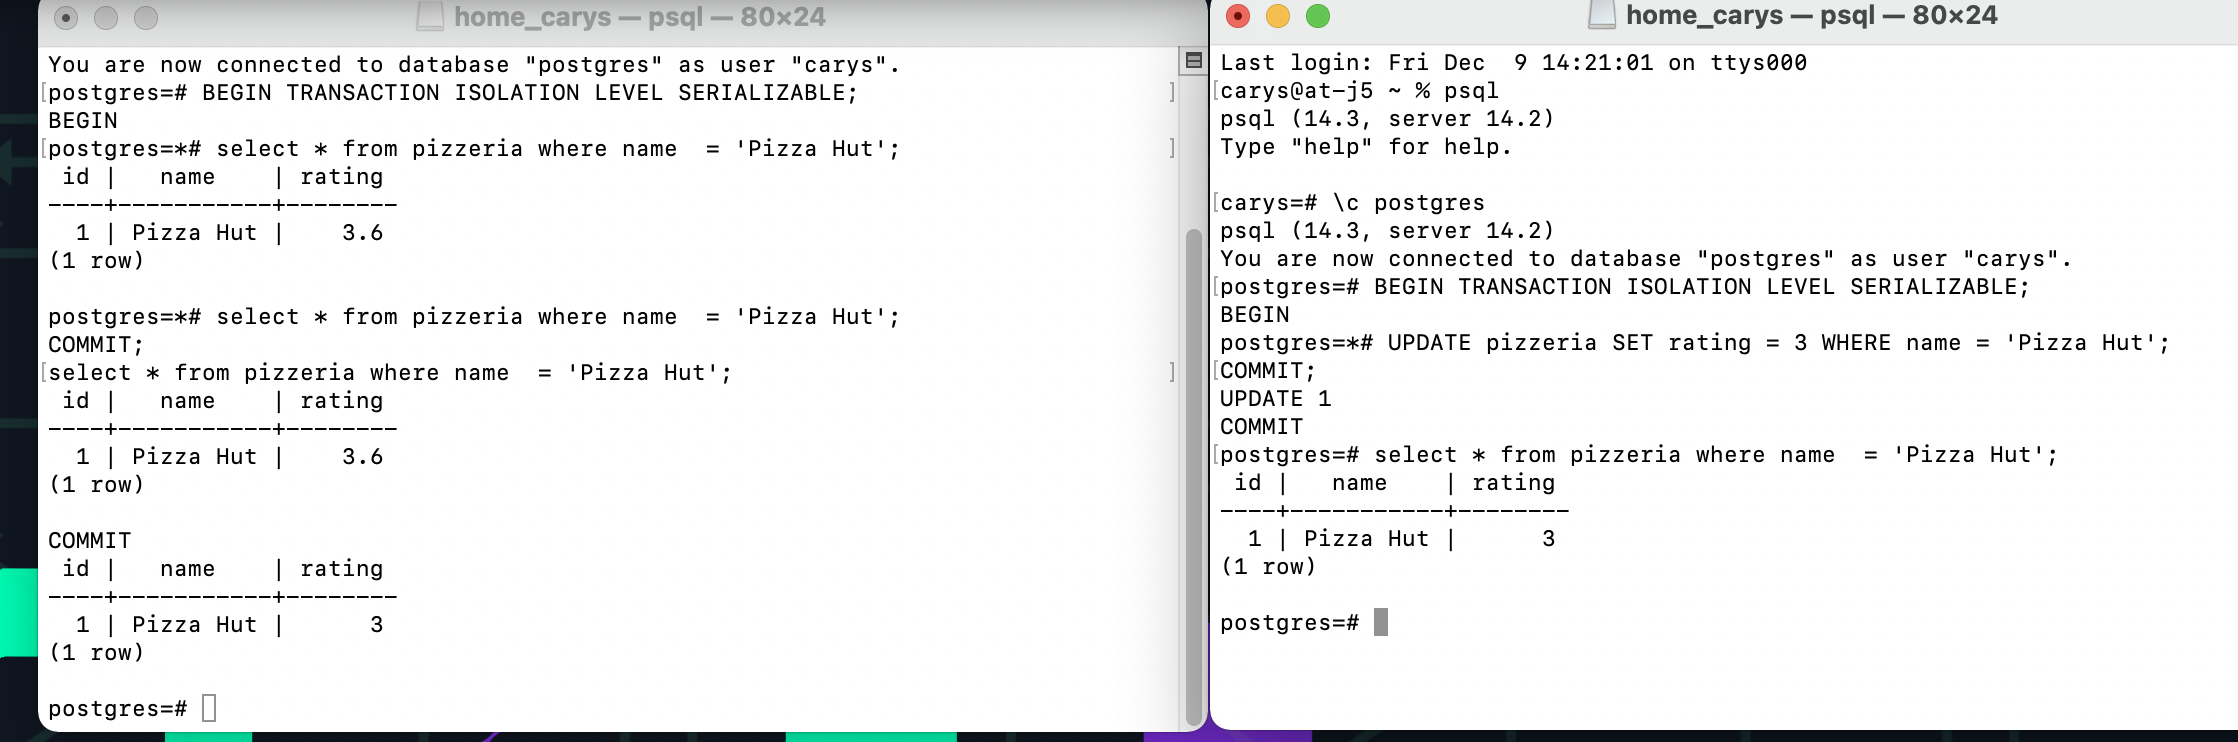 home_carys — psql — 80×24
You are now connected to database "postgres" as user "carys".
postgres=# BEGIN TRANSACTION ISOLATION LEVEL SERIALIZABLE;
BEGIN
postgres=*# select * from pizzeria where name  = 'Pizza Hut';
 id |   name    | rating
----+-----------+--------
  1 | Pizza Hut |    3.6
(1 row)
postgres=*# select * from pizzeria where name  = 'Pizza Hut';
COMMIT;
select * from pizzeria where name  = 'Pizza Hut';
 id |   name    | rating
----+-----------+--------
  1 | Pizza Hut |    3.6
(1 row)
COMMIT
 id |   name    | rating
----+-----------+--------
  1 | Pizza Hut |      3
(1 row)
postgres=#
home_carys — psql — 80×24
Last login: Fri Dec  9 14:21:01 on ttys000
carys@at-j5 ~ % psql
psql (14.3, server 14.2)
Type "help" for help.
carys=# \c postgres
psql (14.3, server 14.2)
You are now connected to database "postgres" as user "carys".
postgres=# BEGIN TRANSACTION ISOLATION LEVEL SERIALIZABLE;
BEGIN
postgres=*# UPDATE pizzeria SET rating = 3 WHERE name = 'Pizza Hut';
COMMIT;
UPDATE 1
COMMIT
postgres=# select * from pizzeria where name  = 'Pizza Hut';
 id |   name    | rating
----+-----------+--------
  1 | Pizza Hut |      3
(1 row)
postgres=#